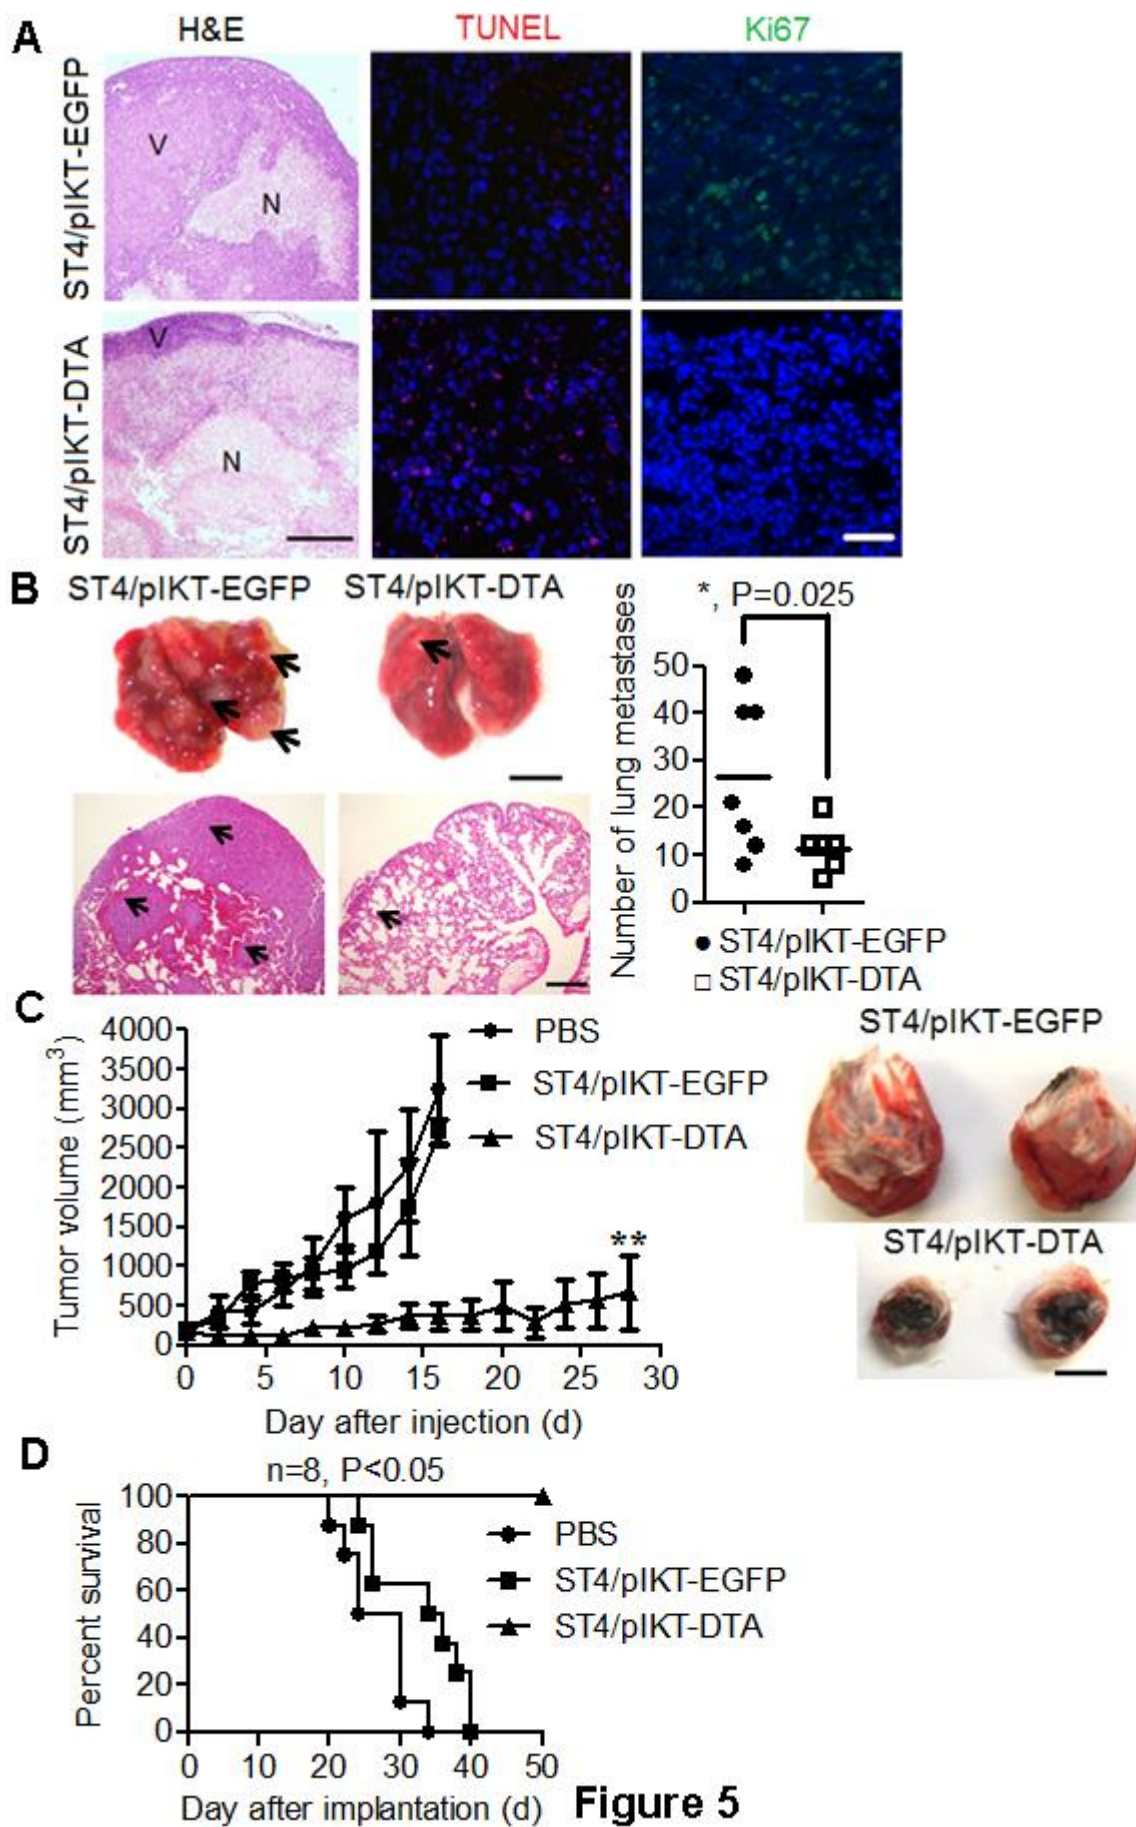 A
H&E
TUNEL
Ki67
ST4/pIKT-EGFP
V
N
ST4/pIKT-DTA
V
N
B
ST4/pIKT-EGFP
ST4/pIKT-DTA
*, P=0.025
Number of lung metastases
50
40
30
20
10
0
ST4/pIKT-EGFP
ST4/pIKT-DTA
C
Tumor volume (mm³)
4000
3500
3000
2500
2000
1500
1000
500
0
PBS
ST4/pIKT-EGFP
ST4/pIKT-DTA
**
0 5 10 15 20 25 30
Day after injection (d)
ST4/pIKT-EGFP
ST4/pIKT-DTA
D
n=8, P<0.05
Percent survival
100
80
60
40
20
0
PBS
ST4/pIKT-EGFP
ST4/pIKT-DTA
0 10 20 30 40 50
Day after implantation (d)
Figure 5